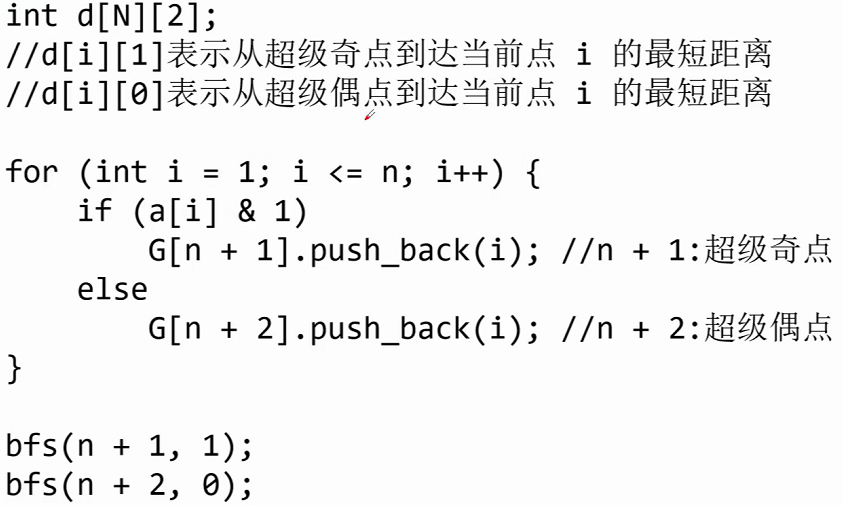 int d[N][2];
//d[i][1]表示从超级奇点到达当前点 i 的最短距离
//d[i][0]表示从超级偶点到达当前点 i 的最短距离
for (int i = 1; i <= n; i++) {
    if (a[i] & 1)
        G[n + 1].push_back(i); //n + 1:超级奇点
    else
        G[n + 2].push_back(i); //n + 2:超级偶点
}
bfs(n + 1, 1);
bfs(n + 2, 0);